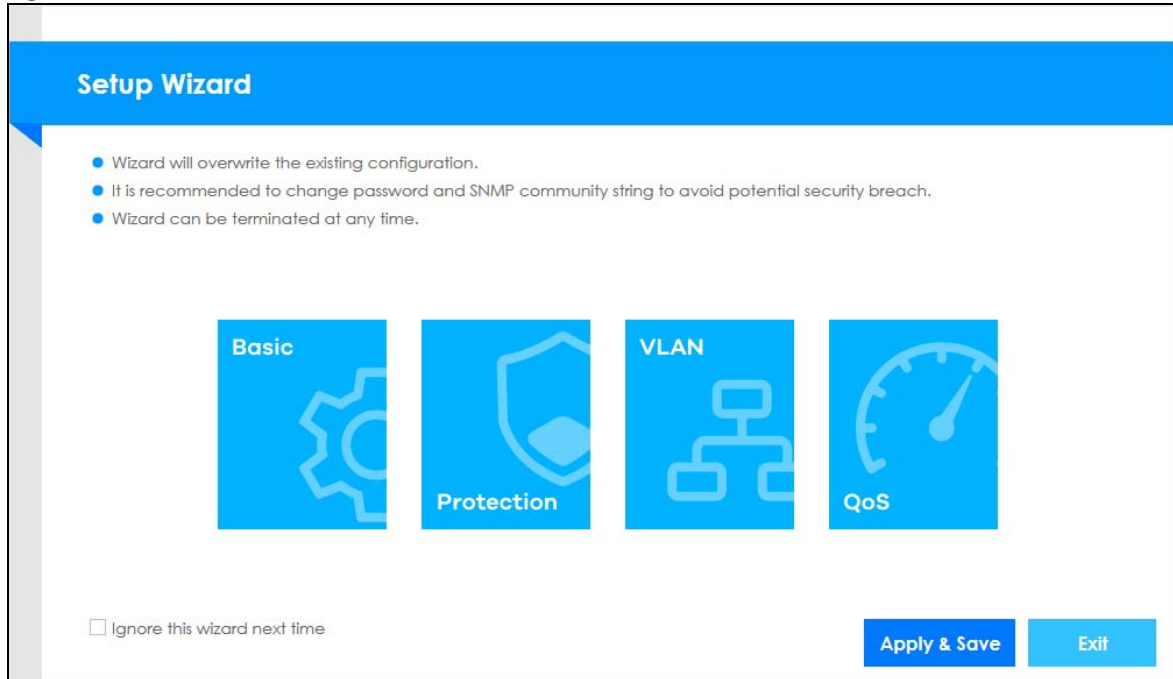 Setup Wizard
Wizard will overwrite the existing configuration.
It is recommended to change password and SNMP community string to avoid potential security breach.
Wizard can be terminated at any time.
Basic
Protection
VLAN
QoS
Ignore this wizard next time
Apply & Save
Exit